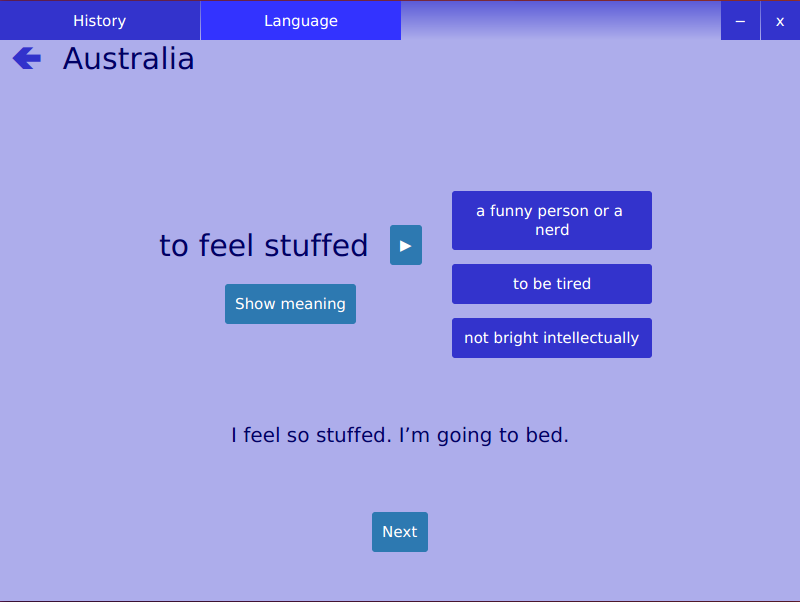 History
Language
– x
Australia
to feel stuffed
Show meaning
a funny person or a
nerd
to be tired
not bright intellectually
I feel so stuffed. I’m going to bed.
Next